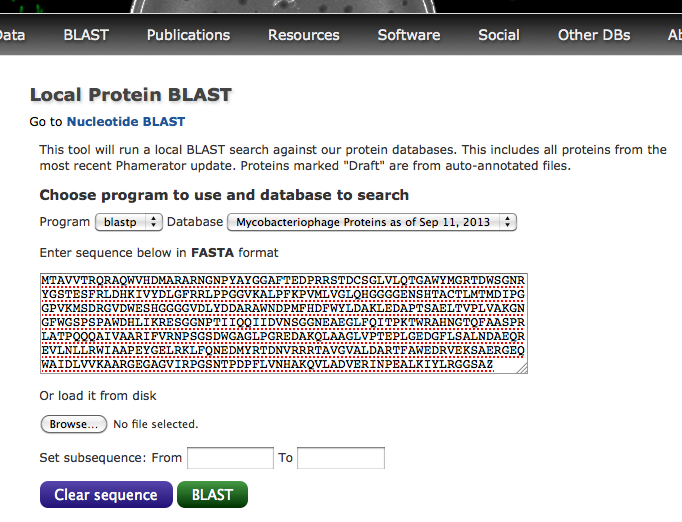 Data BLAST Publications Resources Software Social Other DBs Ab
Local Protein BLAST
Go to Nucleotide BLAST
This tool will run a local BLAST search against our protein databases. This includes all proteins from the
most recent Phamerator update. Proteins marked "Draft" are from auto-annotated files.
Choose program to use and database to search
Program blastp Database Mycobacteriophage Proteins as of Sep 11, 2013
Enter sequence below in FASTA format
MTAVVTRQRAQWVHDMARARNGNPYAYGGAFTEDPRRSTDCSGLVLQTGAWYMGRTDWSGNR
YGSTESFRLDHKIVYDLGFRRLPPGGVKALPFKPVMLVGLQHGGGGENSHTACTLMTMDIPG
GPVKMSDRGVDWESHGGGGVDLYDDARAWNDPMFHDFWYLDAKLEDAPTSAELTVPLVAKGN
GFWGSPSPAWDHLIKRESGGNPTIIQQIIDVNSGGNEAEGLFQITPKTWRAHNGTQFAASPR
LATPQQQAIVAARIFVRNPSGSDWGAGLPGREDAKQLAAGLVPTEPLGEDGFLSALNDAEQR
EVLNLLRWIAAPEYGELRKLFQNEDMYRTDNVRRRTAVGVALDARTFAWEDRVEKSAERGEQ
WAIDLVVKAARGEGAGVIRPGSNTPDPFLVNHAKQVLADVERINPEALKIYLRGGSAZ
Or load it from disk
Browse... No file selected.
Set subsequence: From To
Clear sequence BLAST